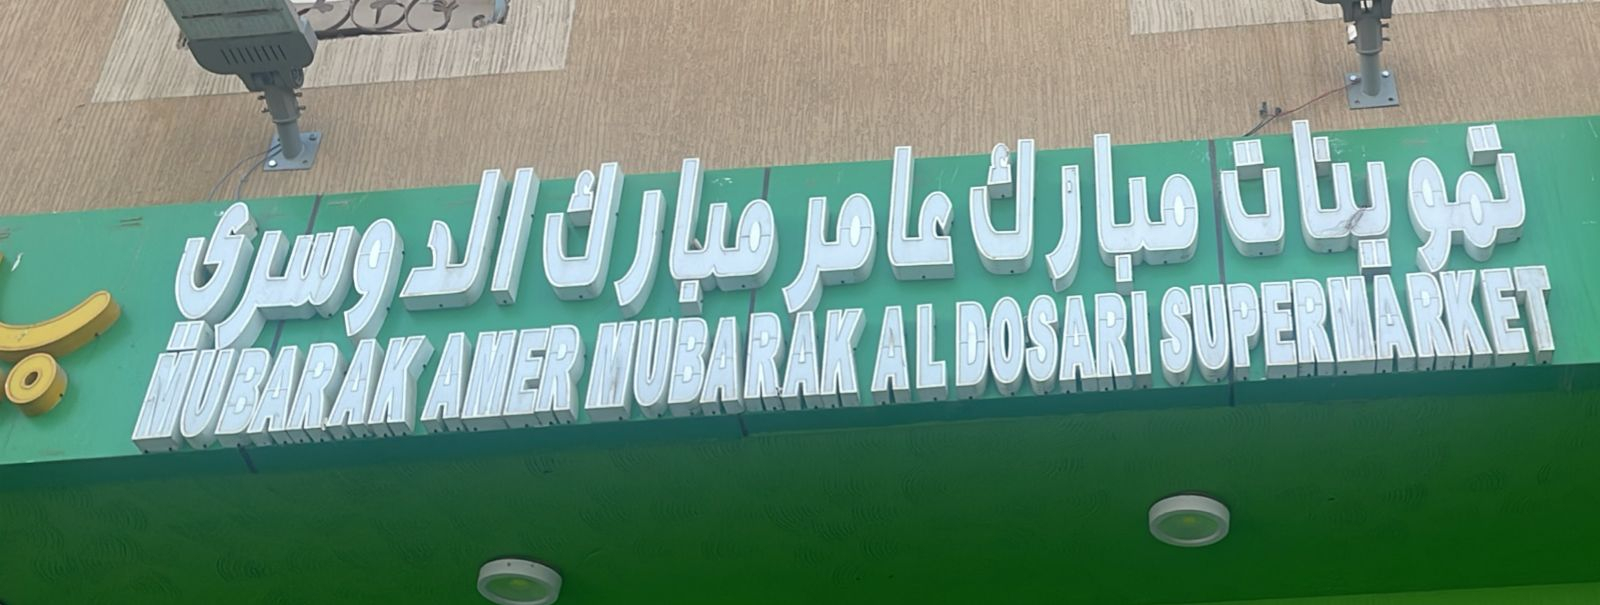 تموينات مبارك عامر مبارك الدوسري
MUBARAK AMER MUBARAK AL DOSARI SUPERMARKET